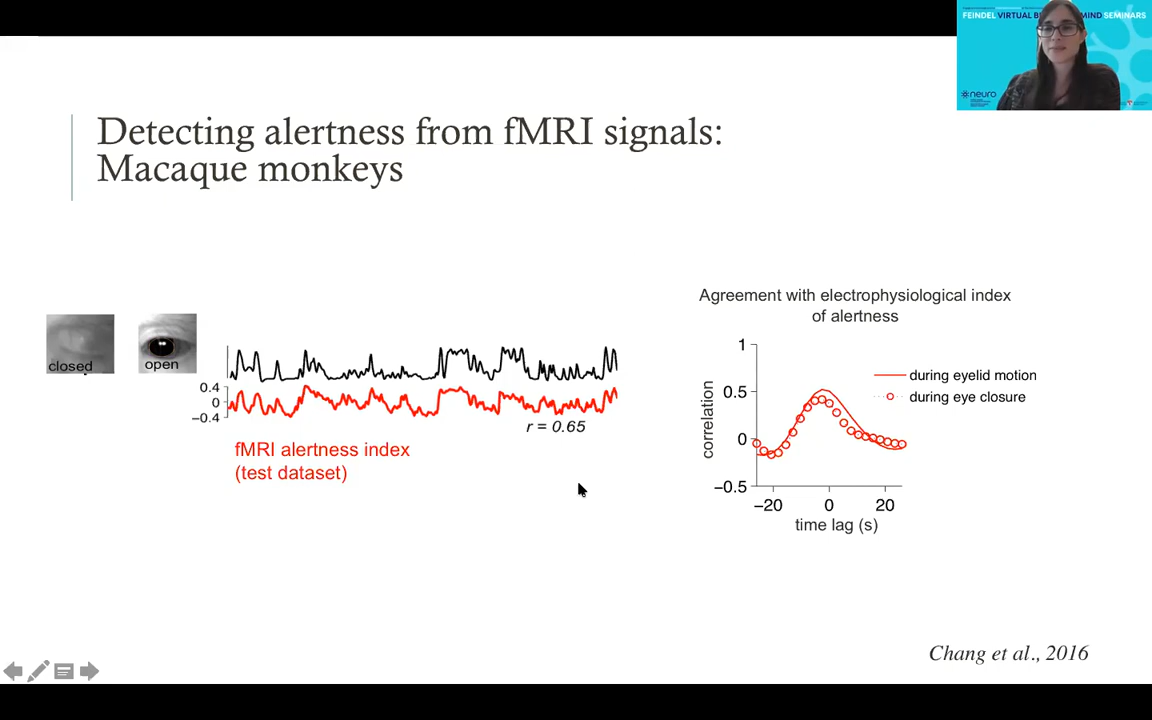 FEINDEL VIRTUAL MIND SEMINARS
neuro
Detecting alertness from fMRI signals:
Macaque monkeys
closed
open
0.4
0
−0.4
r = 0.65
fMRI alertness index
(test dataset)
Agreement with electrophysiological index
of alertness
correlation
1
0.5
0
−0.5
−20 0 20
time lag (s)
during eyelid motion
during eye closure
Chang et al., 2016